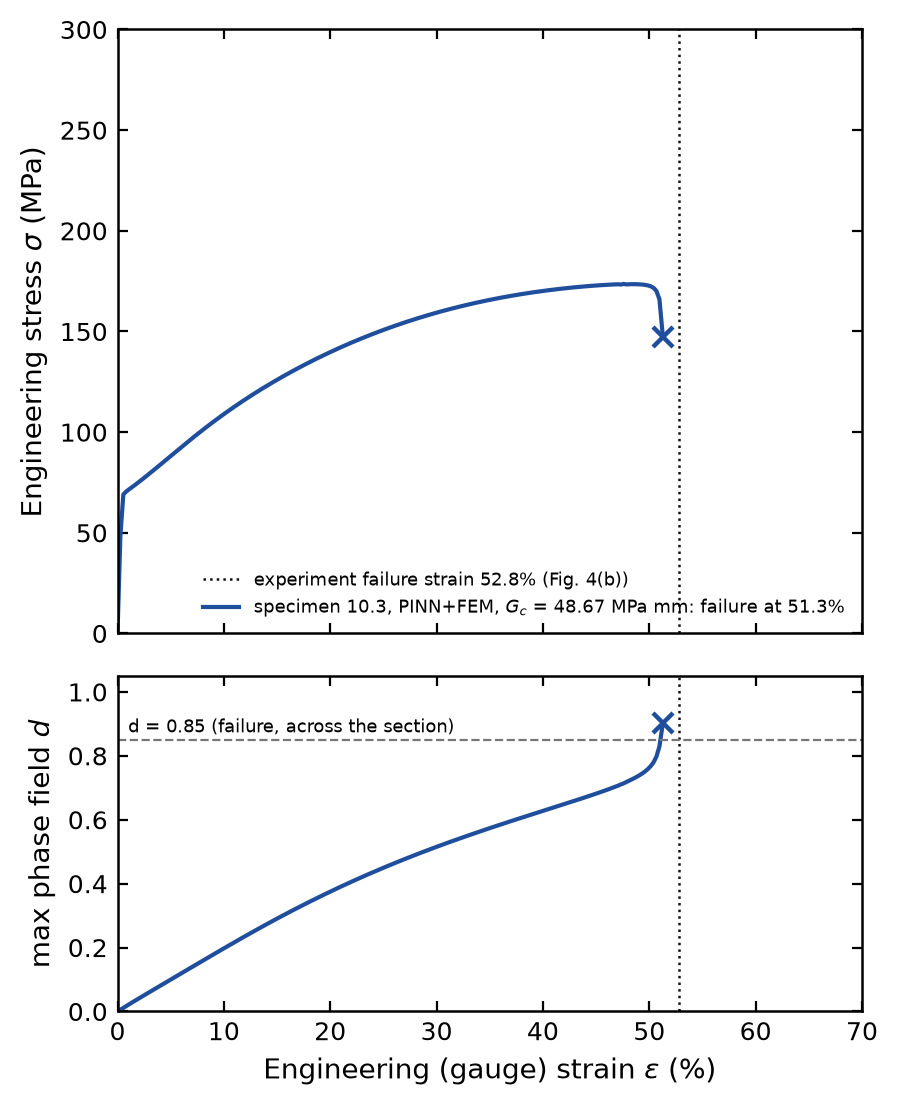 300
250
200
150
100
50
0
Engineering stress σ (MPa)
experiment failure strain 52.8% (Fig. 4(b))
specimen 10.3, PINN+FEM, G_c = 48.67 MPa mm: failure at 51.3%
1.0
0.8
0.6
0.4
0.2
0.0
max phase field d
d = 0.85 (failure, across the section)
0 10 20 30 40 50 60 70
Engineering (gauge) strain ε (%)